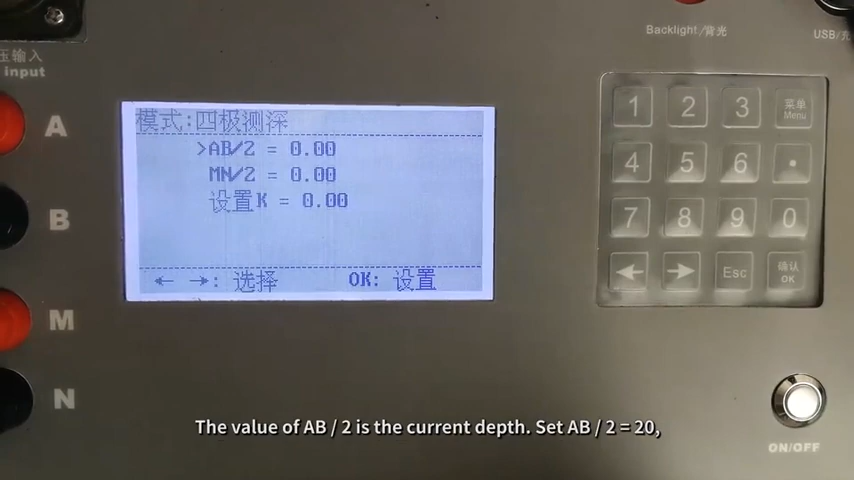 Backlight/背光
USB/充
压输入
input
A
B
M
N
模式:四极测深
>AB/2 = 0.00
MN/2 = 0.00
设置K = 0.00
← →: 选择 OK: 设置
1 2 3 菜单 Menu
4 5 6 .
7 8 9 0
← → Esc 确认 OK
ON/OFF
The value of AB / 2 is the current depth. Set AB / 2 = 20,